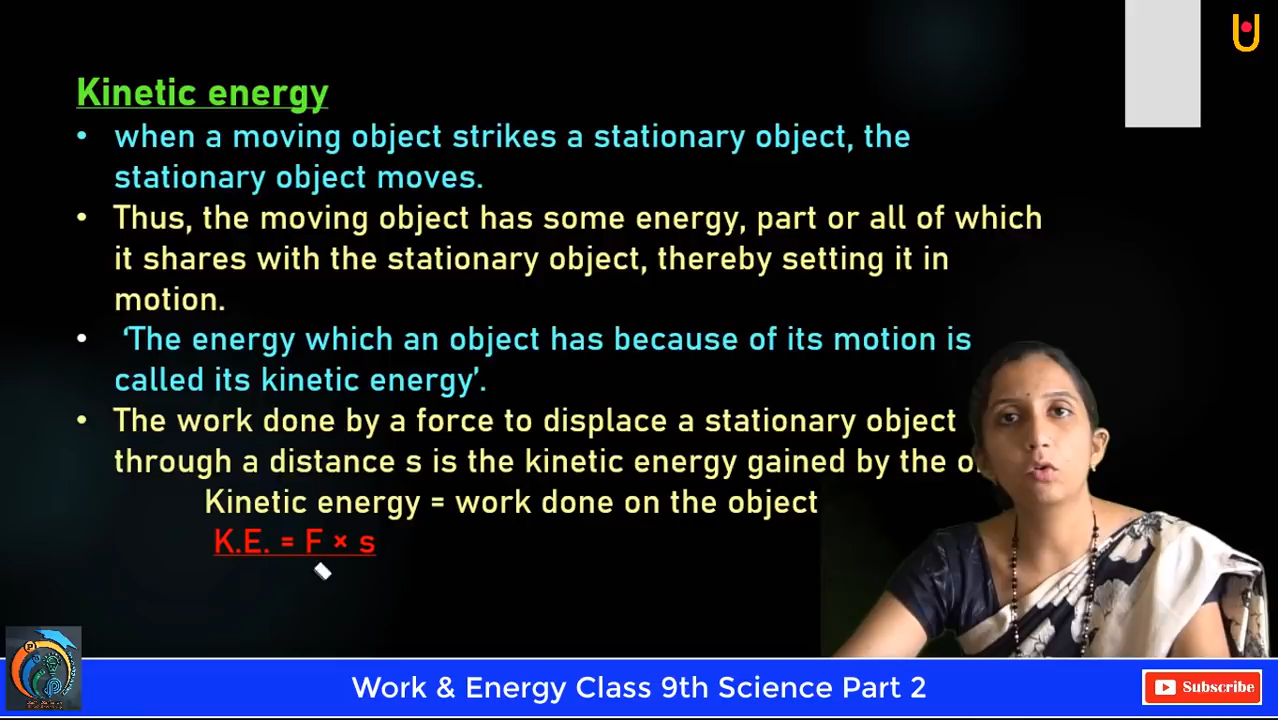 Kinetic energy
• when a moving object strikes a stationary object, the
stationary object moves.
• Thus, the moving object has some energy, part or all of which
it shares with the stationary object, thereby setting it in
motion.
• ‘The energy which an object has because of its motion is
called its kinetic energy’.
• The work done by a force to displace a stationary object
through a distance s is the kinetic energy gained by the
Kinetic energy = work done on the object
K.E. = F × s
Work & Energy Class 9th Science Part 2
Subscribe